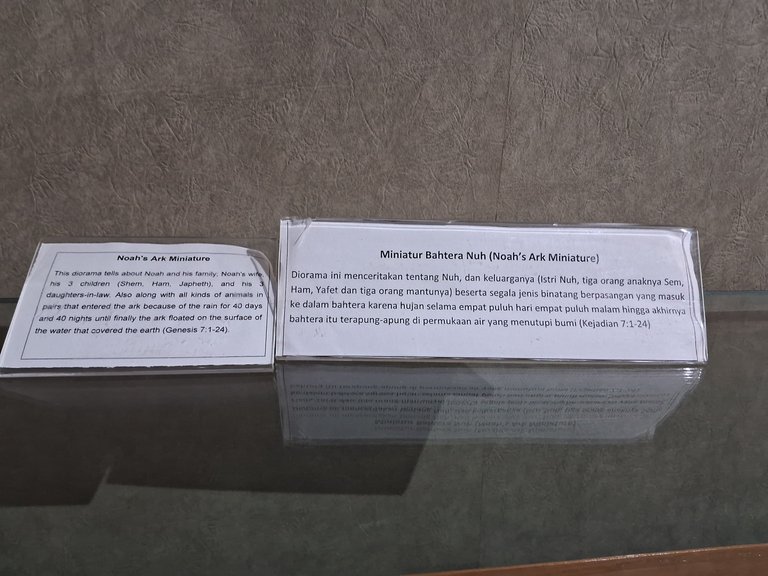 Noah's Ark Miniature
This diorama tells about Noah and his family, Noah's wife,
his 3 children (Shem, Ham, Japheth), and his 3
daughters-in-law. Also along with all kinds of animals in
pairs that entered the ark because of the rain for 40 days
and 40 nights until finally the ark floated on the surface of
the water that covered the earth (Genesis 7:1-24).
Miniatur Bahtera Nuh (Noah's Ark Miniature)
Diorama ini menceritakan tentang Nuh, dan keluarganya (Istri Nuh, tiga orang anaknya Sem,
Ham, Yafet dan tiga orang mantunya) beserta segala jenis binatang berpasangan yang masuk
ke dalam bahtera karena hujan selama empat puluh hari empat puluh malam hingga akhirnya
bahtera itu terapung-apung di permukaan air yang menutupi bumi (Kejadian 7:1-24)